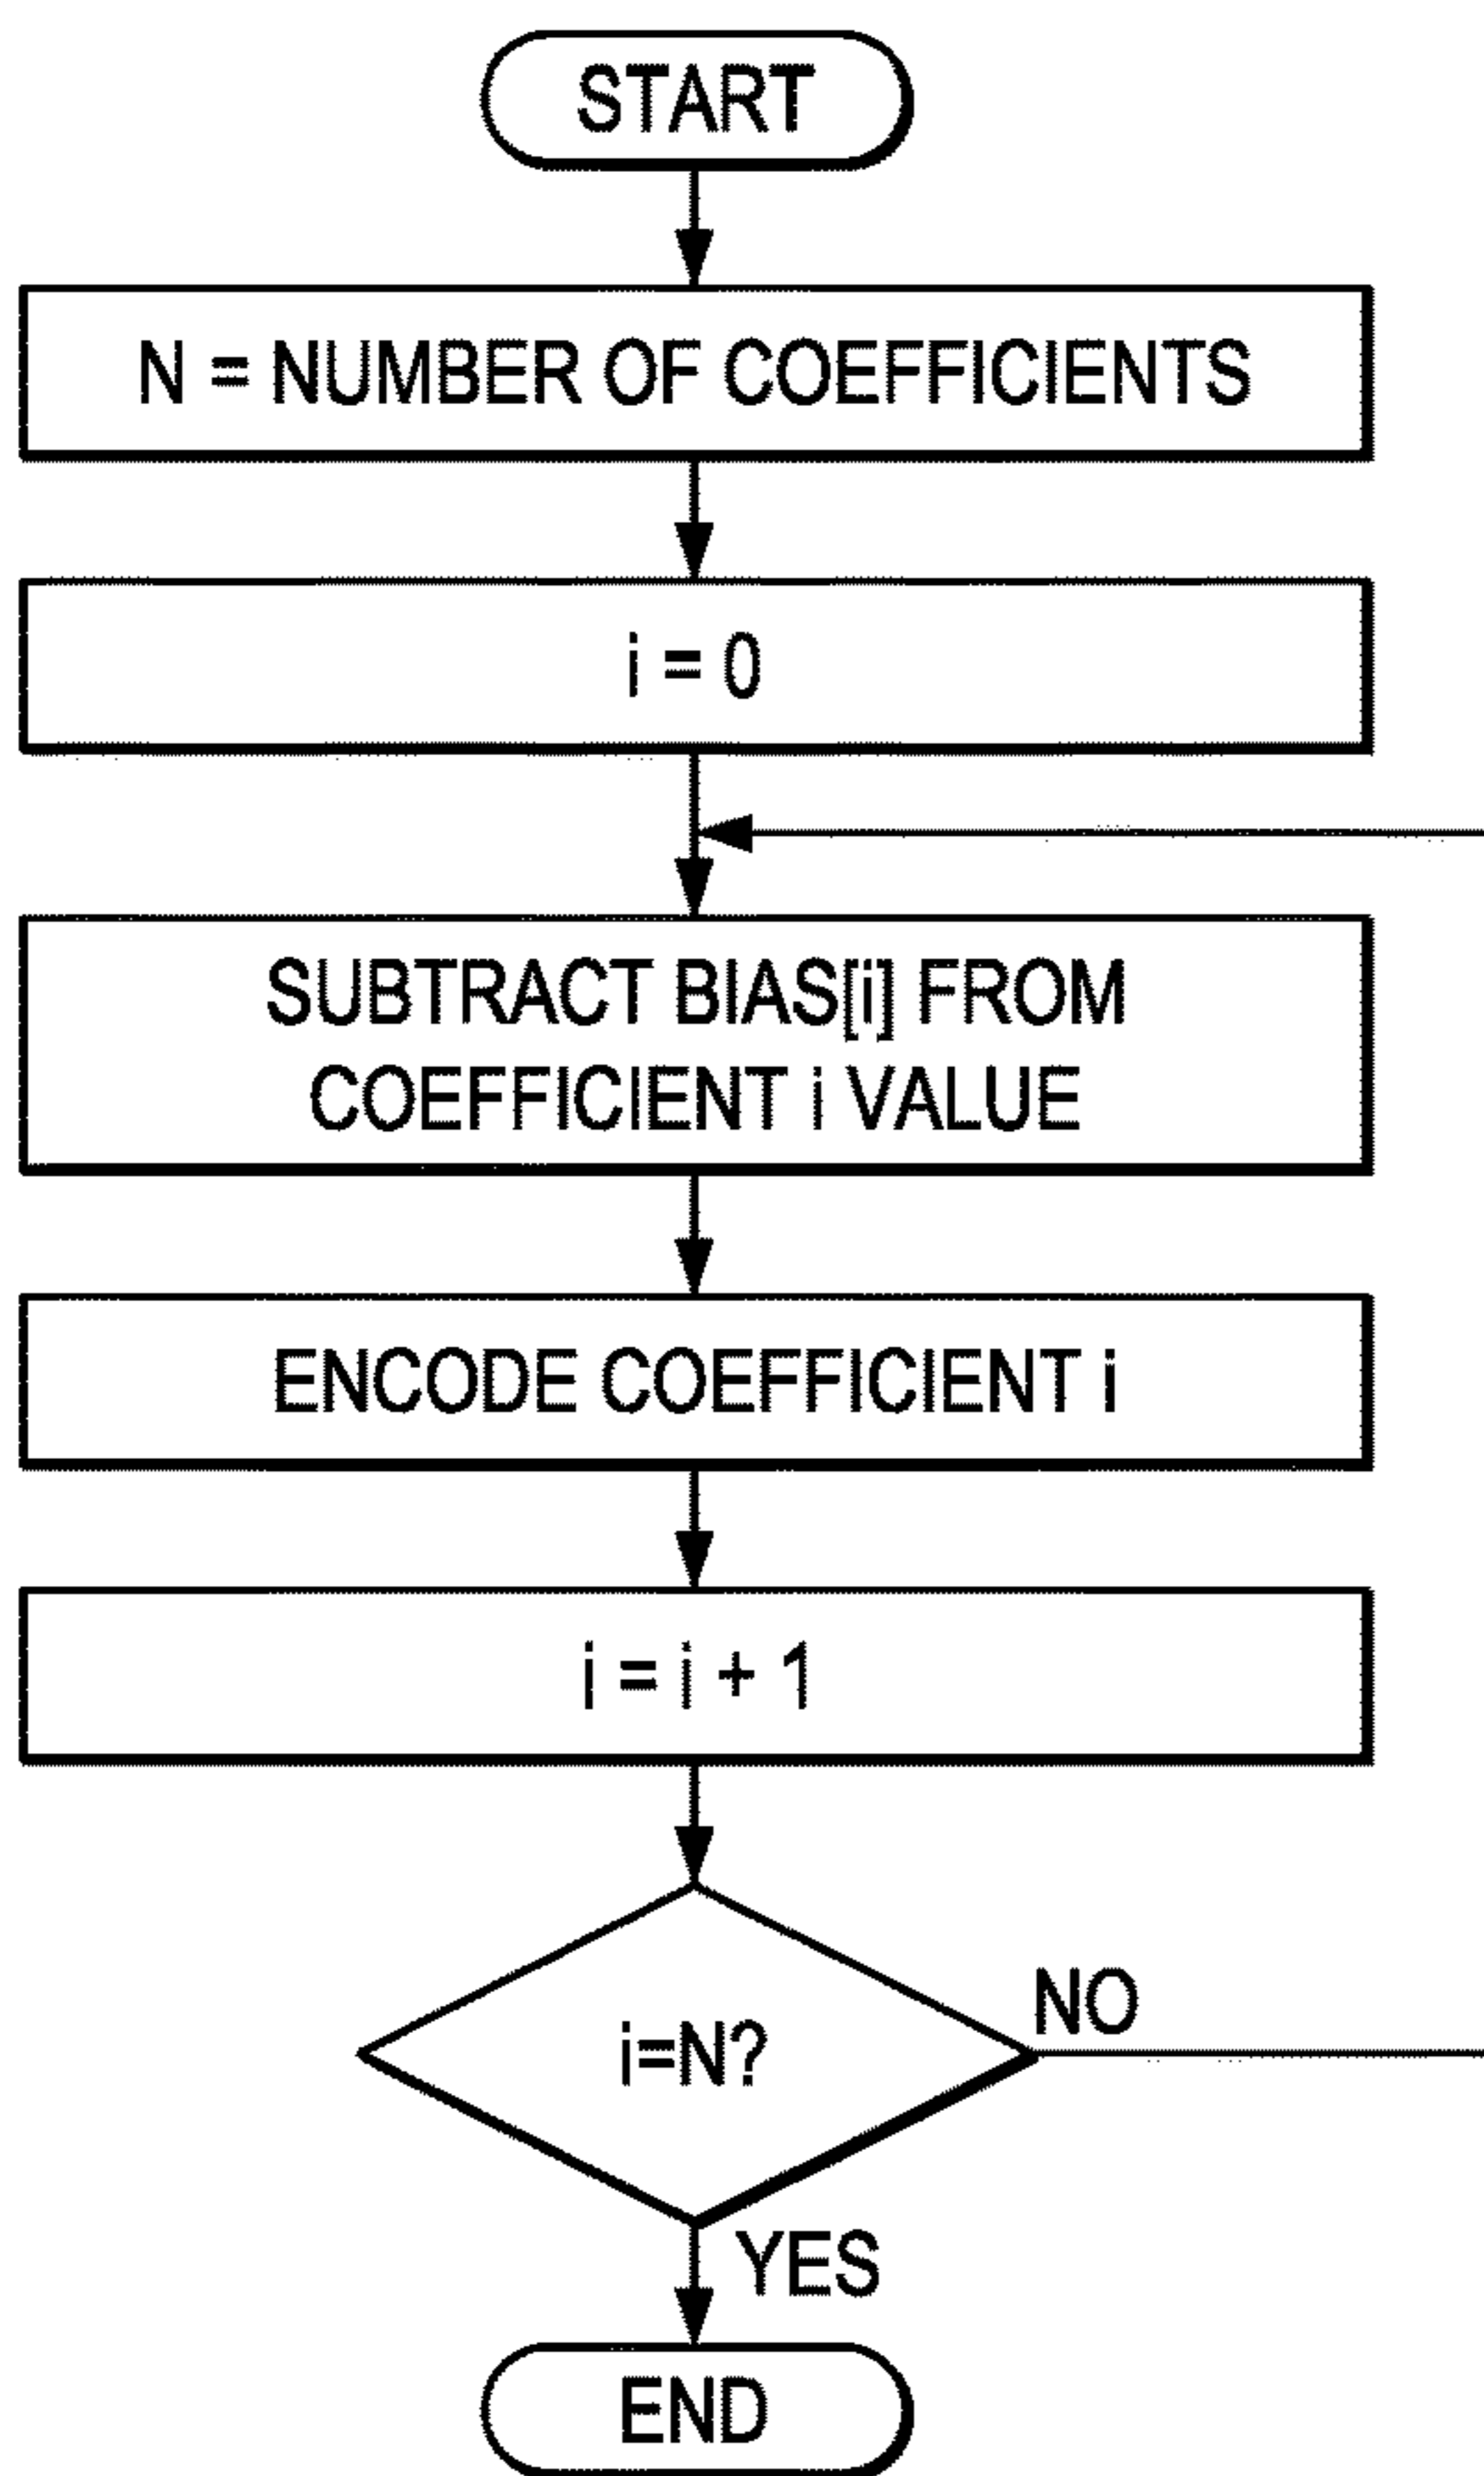 START
N = NUMBER OF COEFFICIENTS
i = 0
SUBTRACT BIAS[i] FROM
COEFFICIENT i VALUE
ENCODE COEFFICIENT i
i = i + 1
i=N?
NO
YES
END